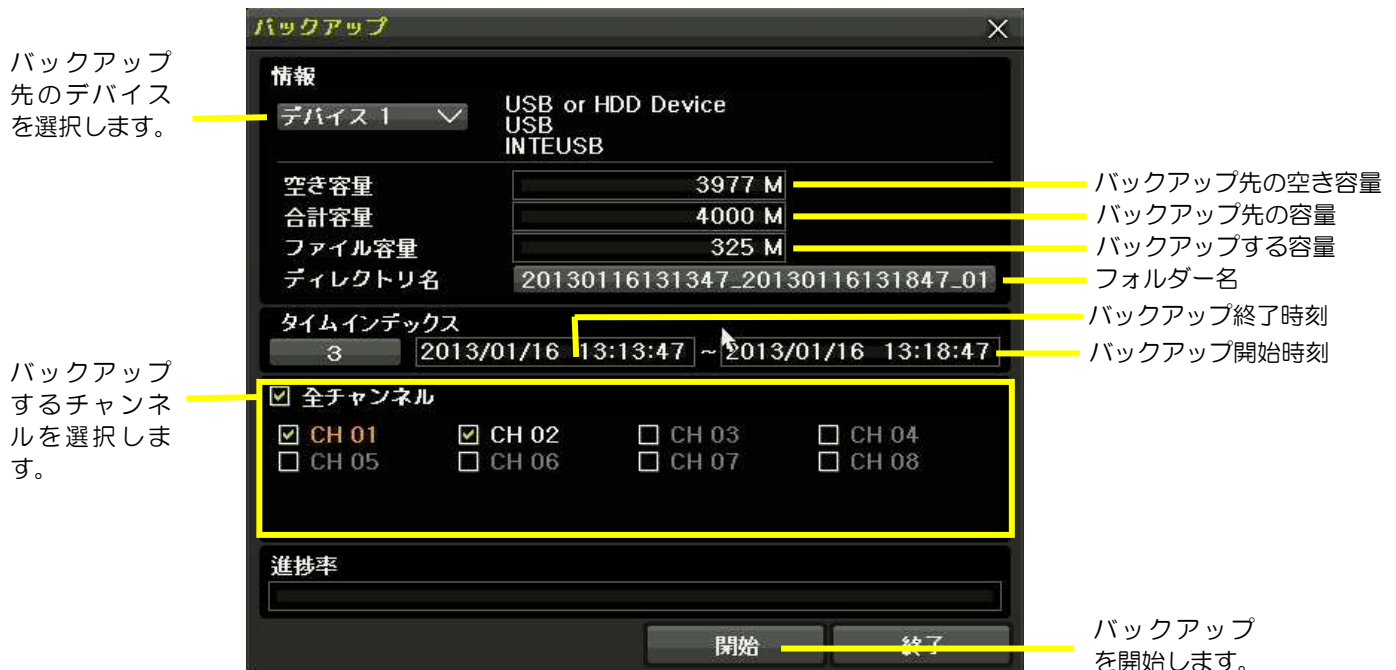 バックアップ
先のデバイス
を選択します。
バックアップ
情報
デバイス 1
USB or HDD Device
USB
INTEUSB
空き容量 3977 M
合計容量 4000 M
ファイル容量 325 M
ディレクトリ名 20130116131347_20130116131847_01
バックアップ先の空き容量
バックアップ先の容量
バックアップする容量
フォルダー名
タイムインデックス
3 2013/01/16 13:13:47 ~ 2013/01/16 13:18:47
バックアップ終了時刻
バックアップ開始時刻
バックアップ
するチャンネ
ルを選択しま
す。
全チャンネル
CH 01 CH 02 CH 03 CH 04
CH 05 CH 06 CH 07 CH 08
進捗率
開始 終了
バックアップ
を開始します。